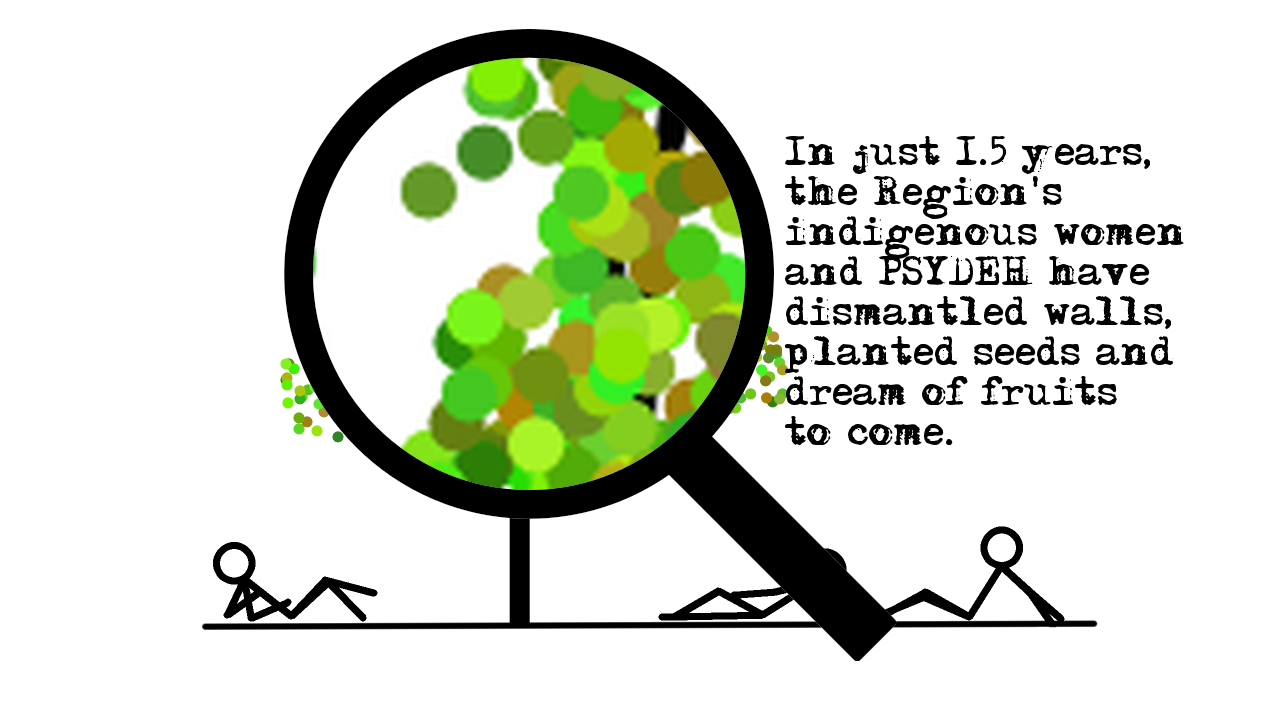 In just 1.5 years,
the Region's
indigenous women
and PSYDEH have
dismantled walls,
planted seeds and
dream of fruits
to come.